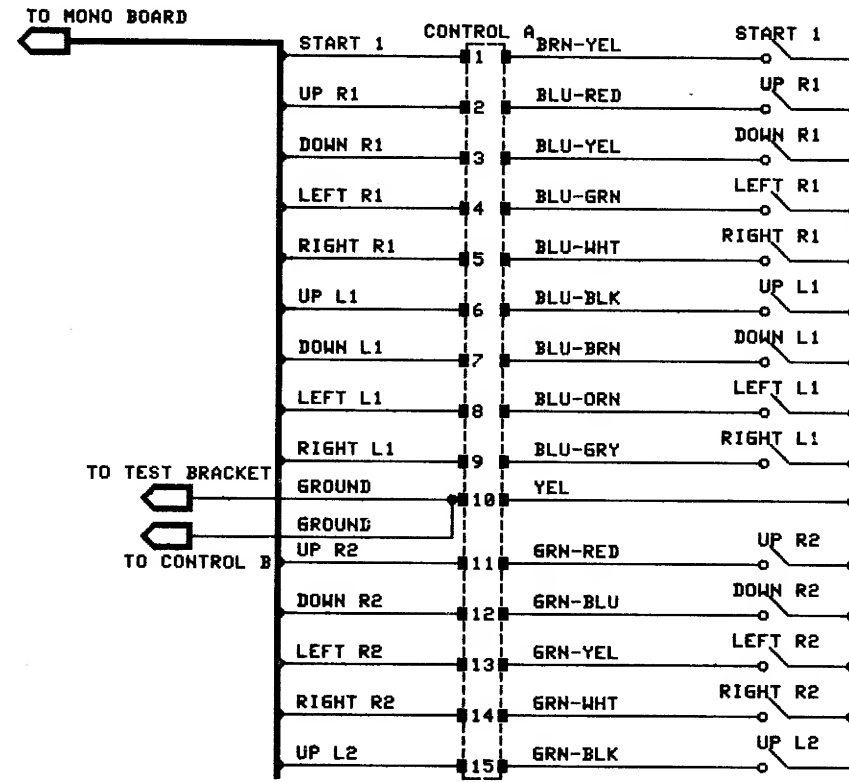 TO MONO BOARD
CONTROL A
START 1 1 BRN-YEL START 1
UP R1 2 BLU-RED UP R1
DOWN R1 3 BLU-YEL DOWN R1
LEFT R1 4 BLU-GRN LEFT R1
RIGHT R1 5 BLU-WHT RIGHT R1
UP L1 6 BLU-BLK UP L1
DOWN L1 7 BLU-BRN DOWN L1
LEFT L1 8 BLU-ORN LEFT L1
RIGHT L1 9 BLU-GRY RIGHT L1
TO TEST BRACKET
GROUND 10 YEL
GROUND
TO CONTROL B
UP R2 11 GRN-RED UP R2
DOWN R2 12 GRN-BLU DOWN R2
LEFT R2 13 GRN-YEL LEFT R2
RIGHT R2 14 GRN-WHT RIGHT R2
UP L2 15 GRN-BLK UP L2